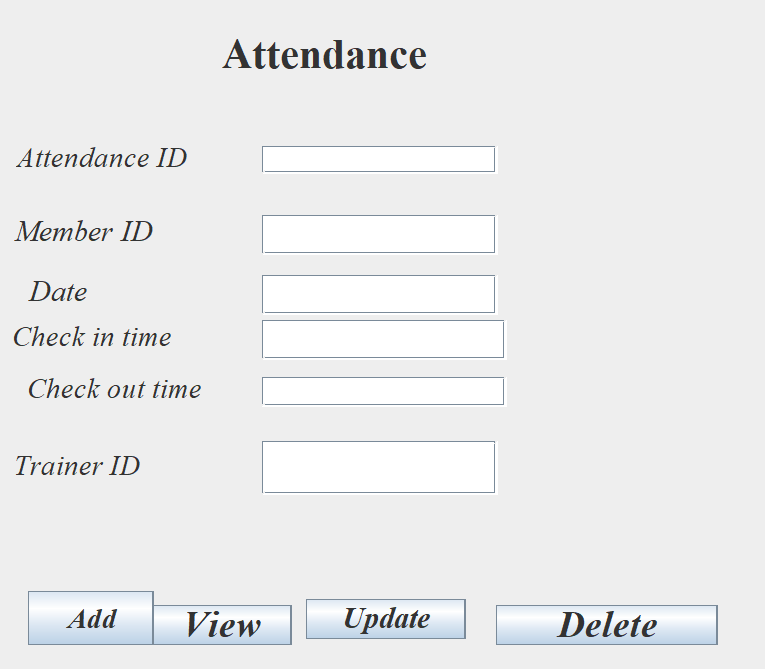 Attendance
Attendance ID
Member ID
Date
Check in time
Check out time
Trainer ID
Add View Update Delete